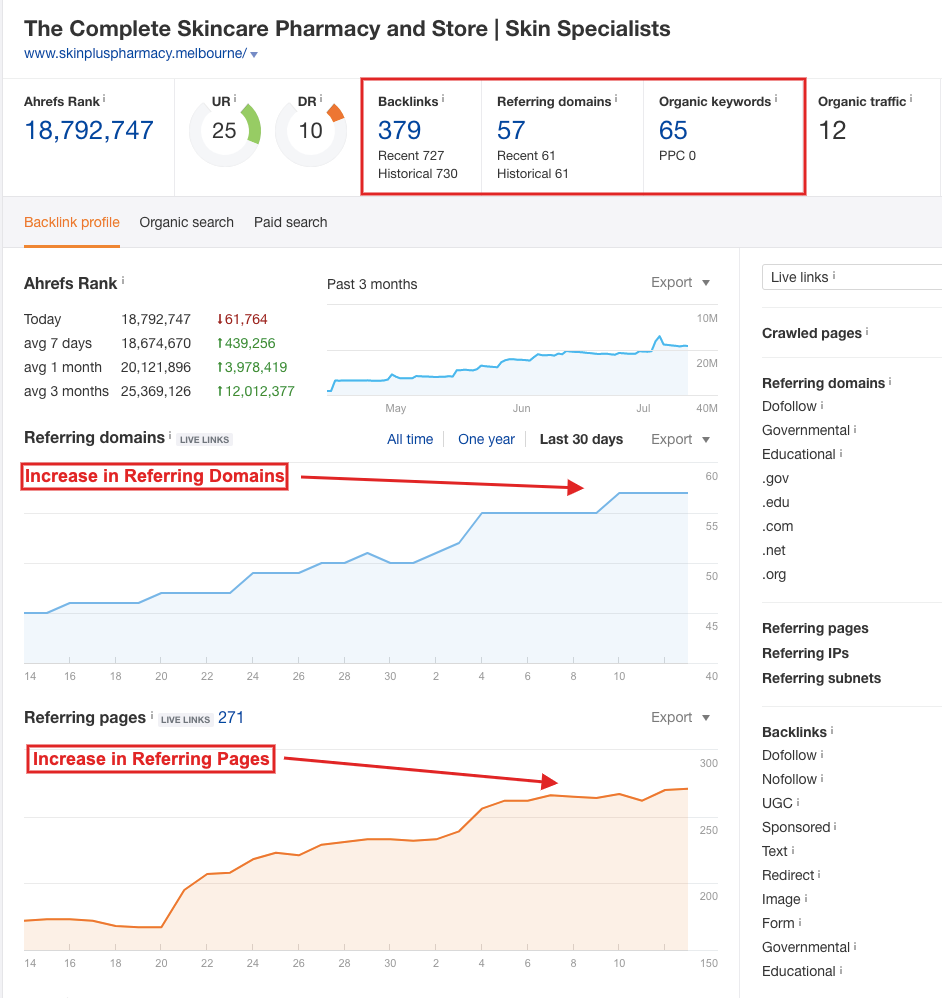 The Complete Skincare Pharmacy and Store | Skin Specialists
www.skinpluspharmacy.melbourne/
Ahrefs Rank i
18,792,747
UR i
25
DR i
10
Backlinks i
379
Recent 727
Historical 730
Referring domains i
57
Recent 61
Historical 61
Organic keywords i
65
PPC 0
Organic traffic i
12
Backlink profile Organic search Paid search
Ahrefs Rank i
Today 18,792,747 ↓61,764
avg 7 days 18,674,670 ↑439,256
avg 1 month 20,121,896 ↑3,978,419
avg 3 months 25,369,126 ↑12,012,377
Past 3 months Export
10M
20M
40M
May Jun Jul
Referring domains i LIVE LINKS All time One year Last 30 days Export
Increase in Referring Domains
60
55
50
45
40
14 16 18 20 22 24 26 28 30 2 4 6 8 10
Referring pages i LIVE LINKS 271 Export
Increase in Referring Pages
300
250
200
150
14 16 18 20 22 24 26 28 30 2 4 6 8 10
Live links i
Crawled pages i
Referring domains i
Dofollow i
Governmental i
Educational i
.gov
.edu
.com
.net
.org
Referring pages
Referring IPs
Referring subnets
Backlinks i
Dofollow i
Nofollow i
UGC i
Sponsored i
Text i
Redirect i
Image i
Form i
Governmental i
Educational i